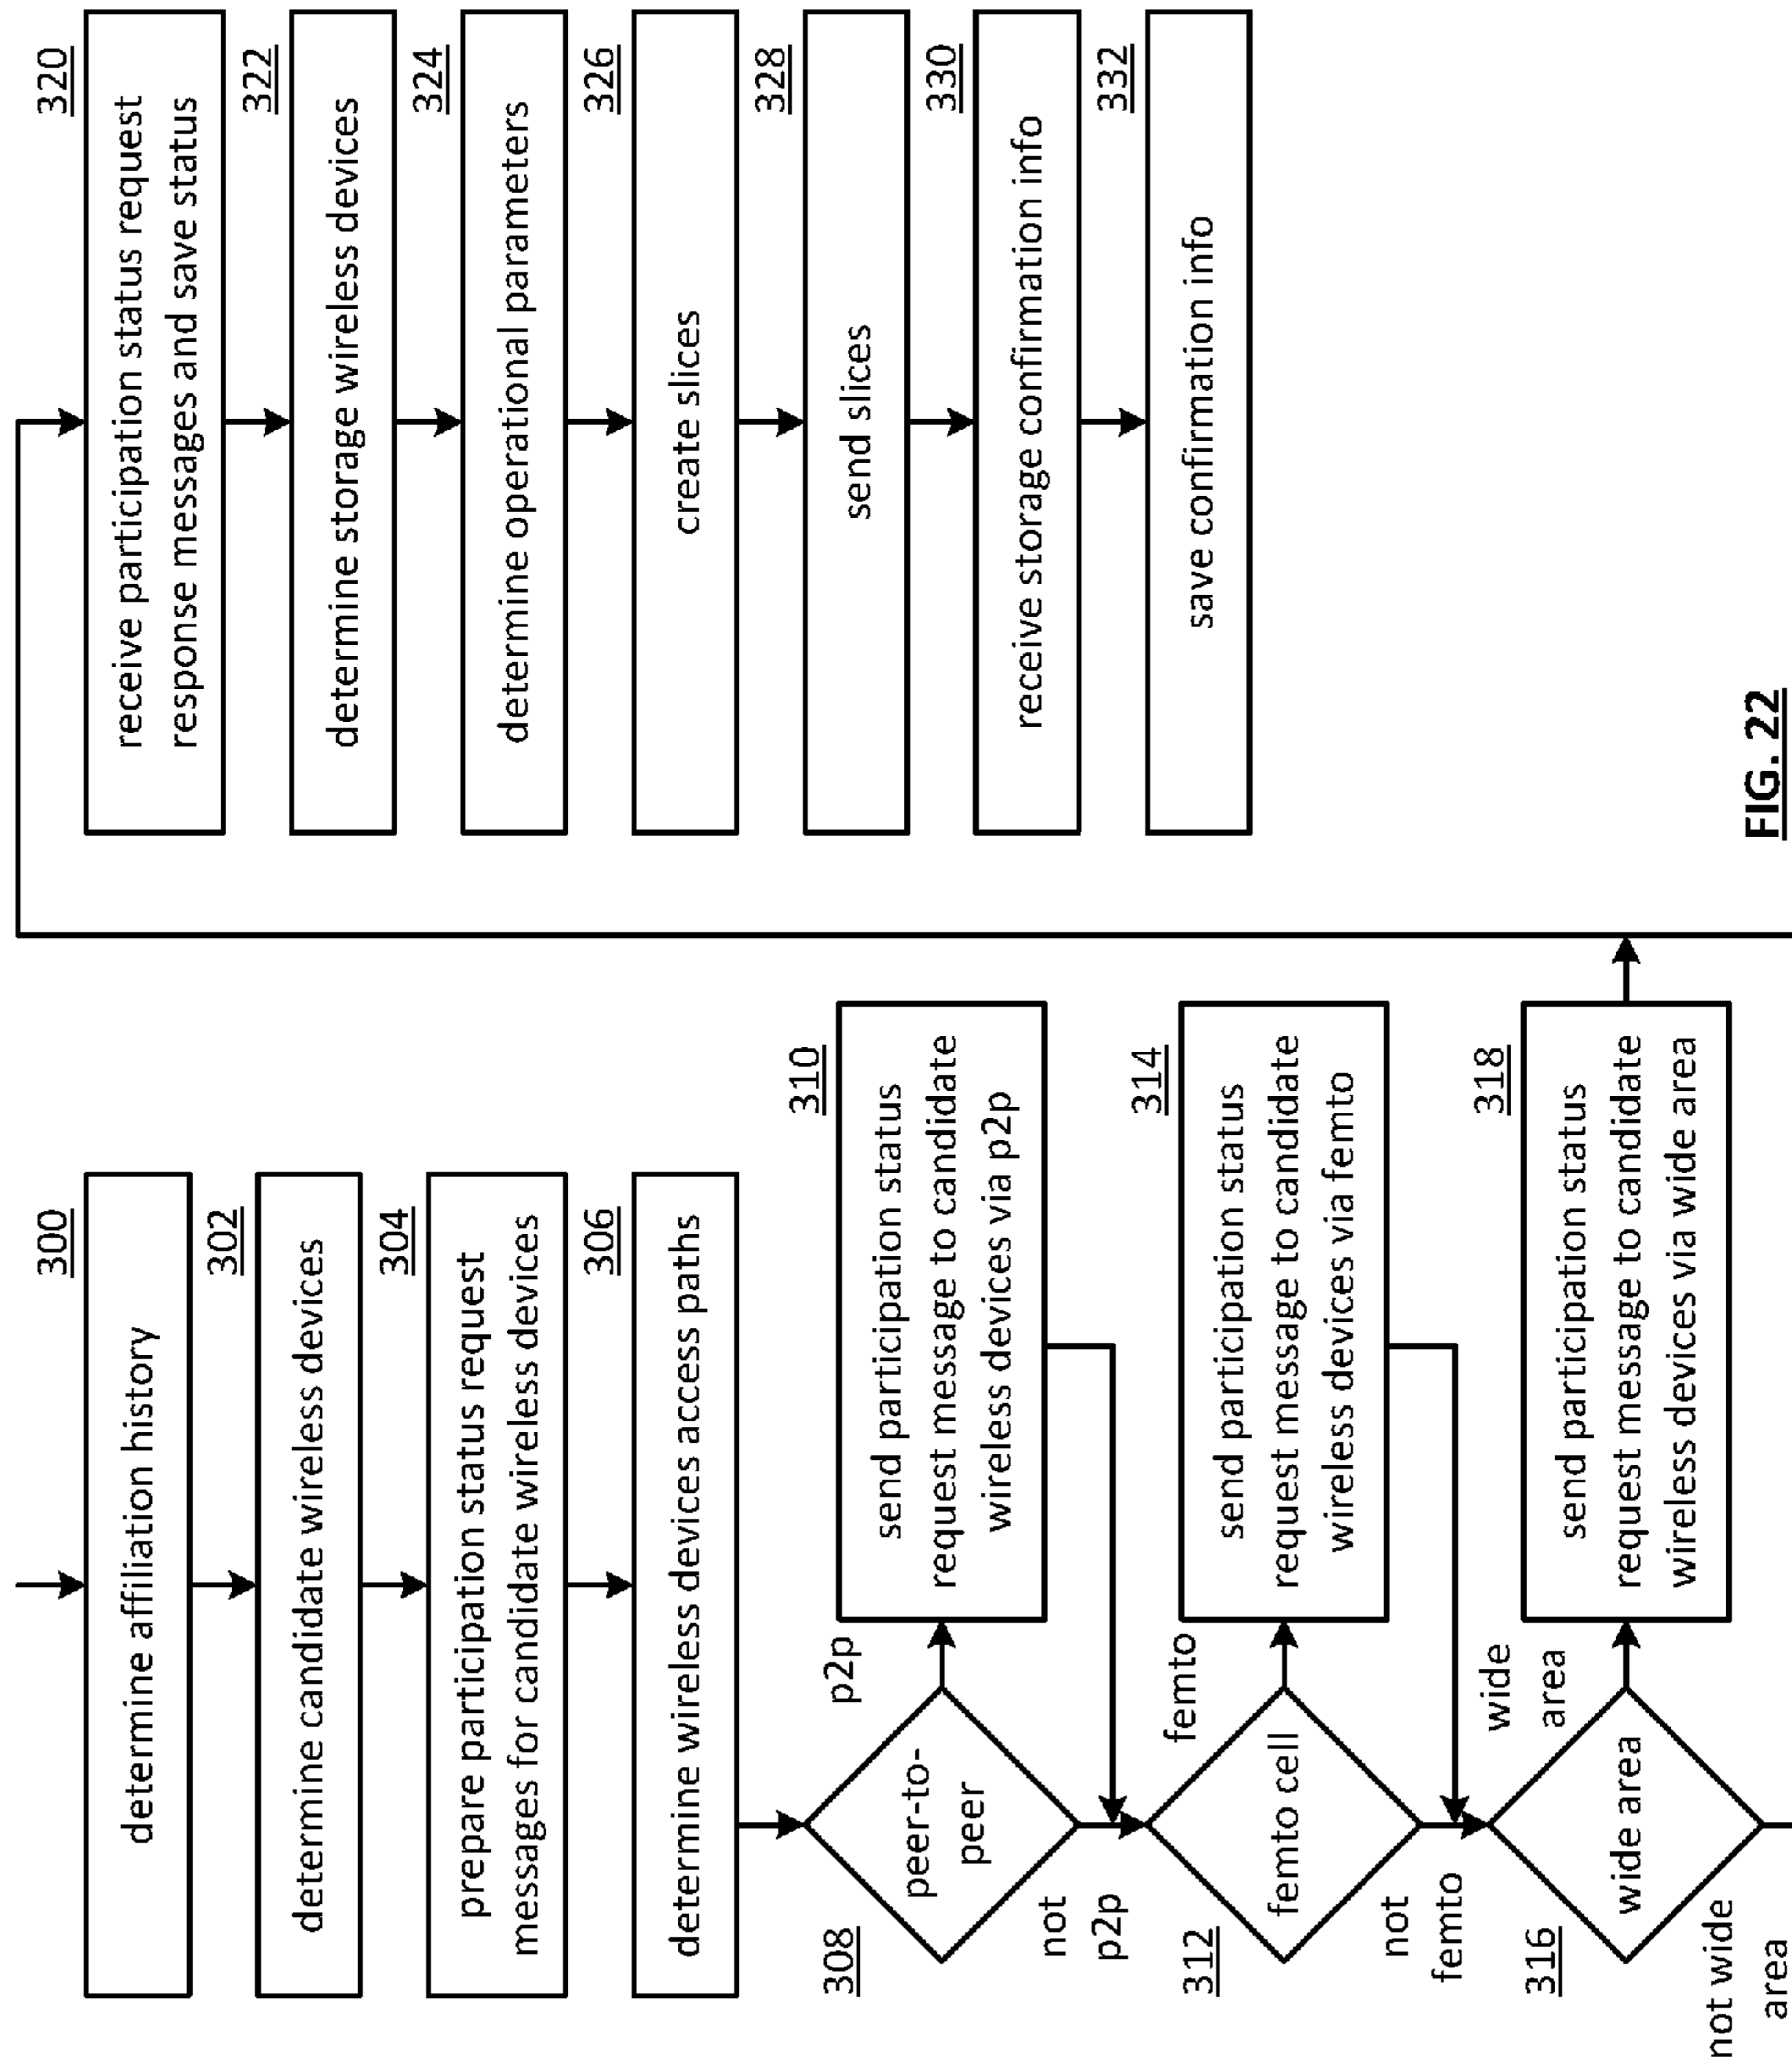 300
determine affiliation history
302
determine candidate wireless devices
304
prepare participation status request
messages for candidate wireless devices
306
determine wireless devices access paths
308
peer-to-
peer
p2p
not
p2p
310
send participation status
request message to candidate
wireless devices via p2p
312
femto cell
femto
not
femto
314
send participation status
request message to candidate
wireless devices via femto
316
wide area
wide
area
not wide
area
318
send participation status
request message to candidate
wireless devices via wide area
320
receive participation status request
response messages and save status
322
determine storage wireless devices
324
determine operational parameters
326
create slices
328
send slices
330
receive storage confirmation info
332
save confirmation info
FIG. 22